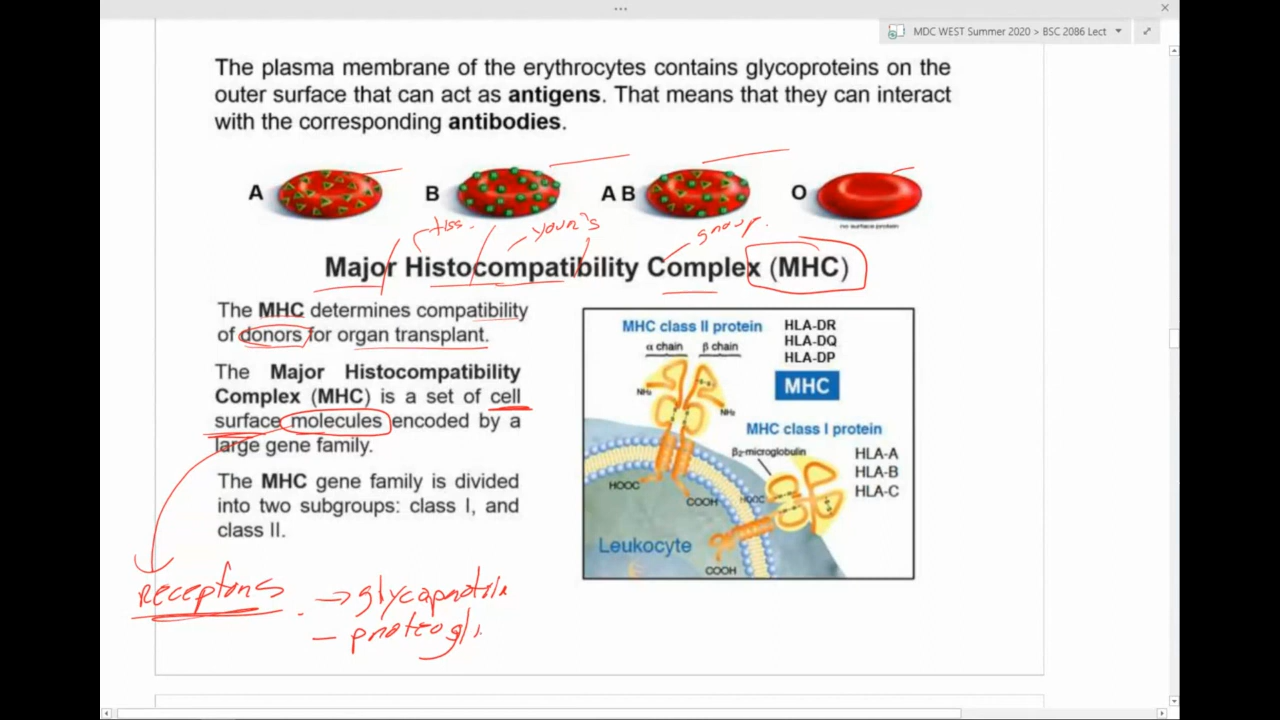 MDC WEST Summer 2020 > BSC 2086 Lect
The plasma membrane of the erythrocytes contains glycoproteins on the
outer surface that can act as antigens. That means that they can interact
with the corresponding antibodies.
A B A B O
no surface protein
tiss. group.
Major Histocompatibility Complex (MHC)
The MHC determines compatibility
of donors for organ transplant.
The Major Histocompatibility
Complex (MHC) is a set of cell
surface molecules encoded by a
large gene family.
The MHC gene family is divided
into two subgroups: class I, and
class II.
MHC class II protein
HLA-DR
HLA-DQ
HLA-DP
α chain β chain
MHC
NH₂
NH₂
MHC class I protein
β₂-microglobulin
HLA-A
HLA-B
HLA-C
HOOC
COOH
HOOC
Leukocyte
COOH
receptors
→ glycoprotein
- proteogli